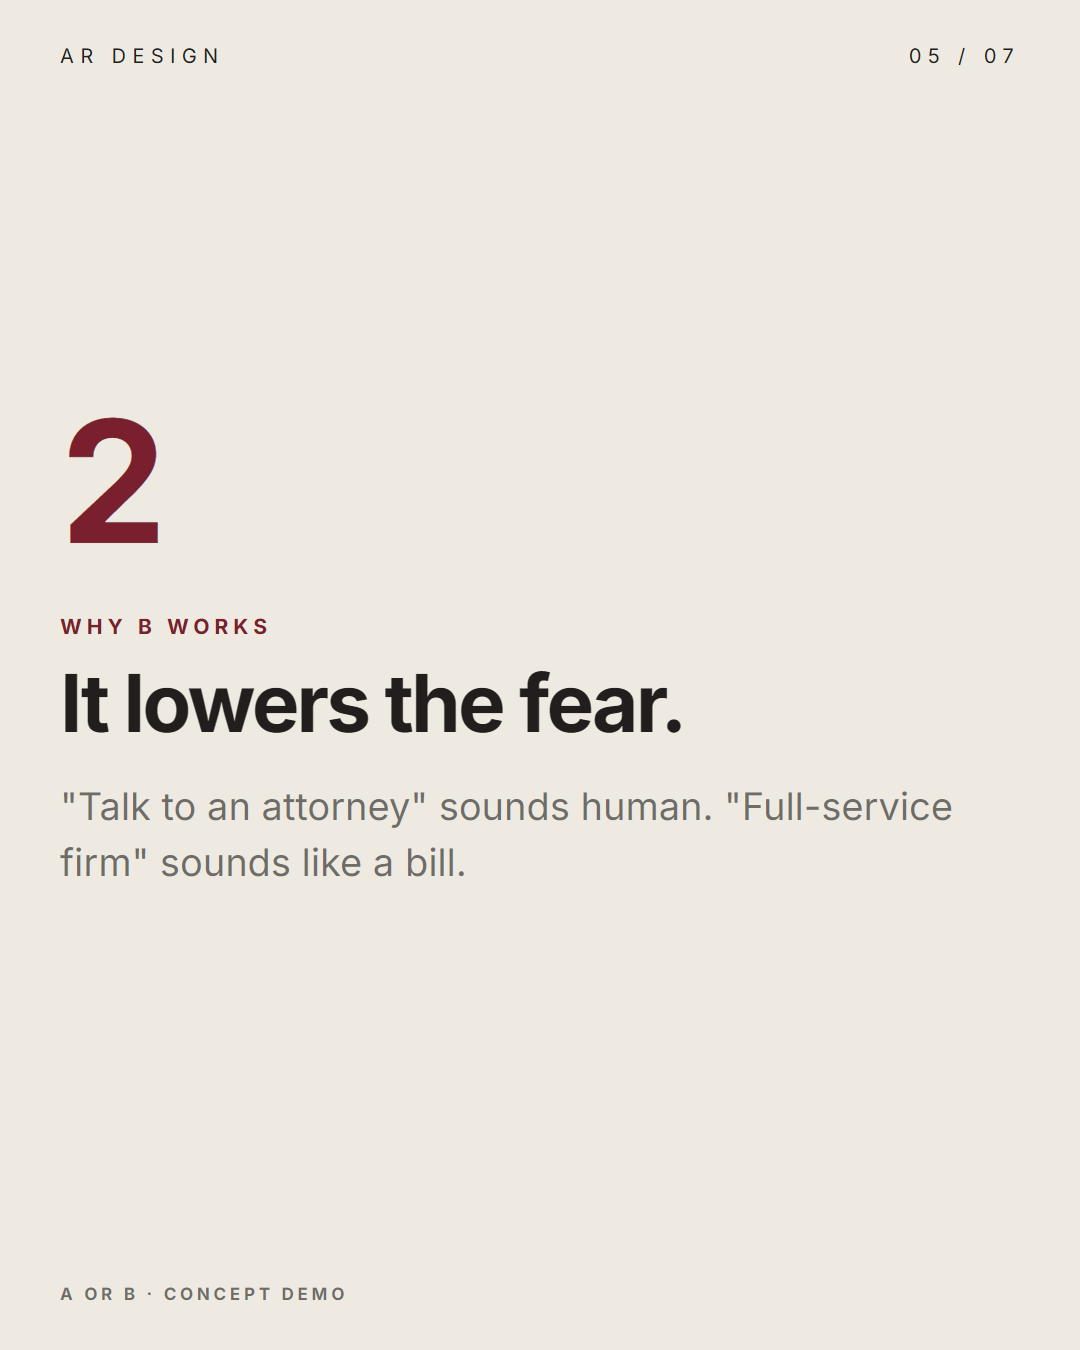 AR DESIGN
05 / 07
2
WHY B WORKS
It lowers the fear.
"Talk to an attorney" sounds human. "Full-service
firm" sounds like a bill.
A OR B · CONCEPT DEMO